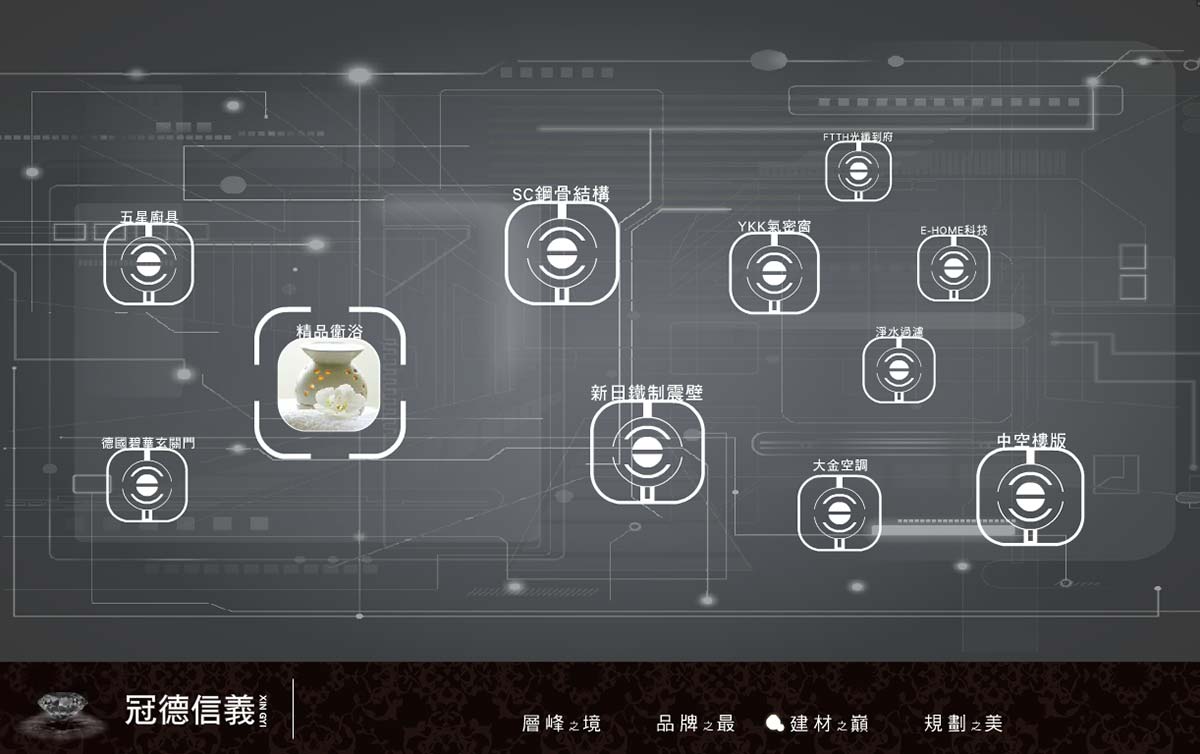 FTTH光纖到府
SC鋼骨結構
五星廚具
YKK氣密窗
E-HOME科技
精品衛浴
淨水過濾
新日鐵制震壁
德國碧華玄關門
中空樓版
大金空調
冠德信義
XIN GYI
層峰之境
品牌之最
建材之巔
規劃之美